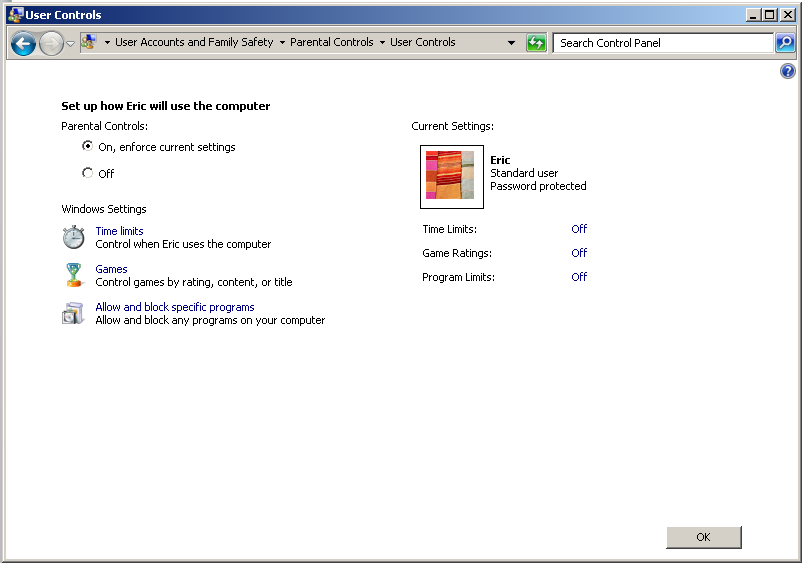 User Controls
User Accounts and Family Safety Parental Controls User Controls Search Control Panel
Set up how Eric will use the computer
Parental Controls:
On, enforce current settings
Off
Windows Settings
Time limits
Control when Eric uses the computer
Games
Control games by rating, content, or title
Allow and block specific programs
Allow and block any programs on your computer
Current Settings:
Eric
Standard user
Password protected
Time Limits: Off
Game Ratings: Off
Program Limits: Off
OK